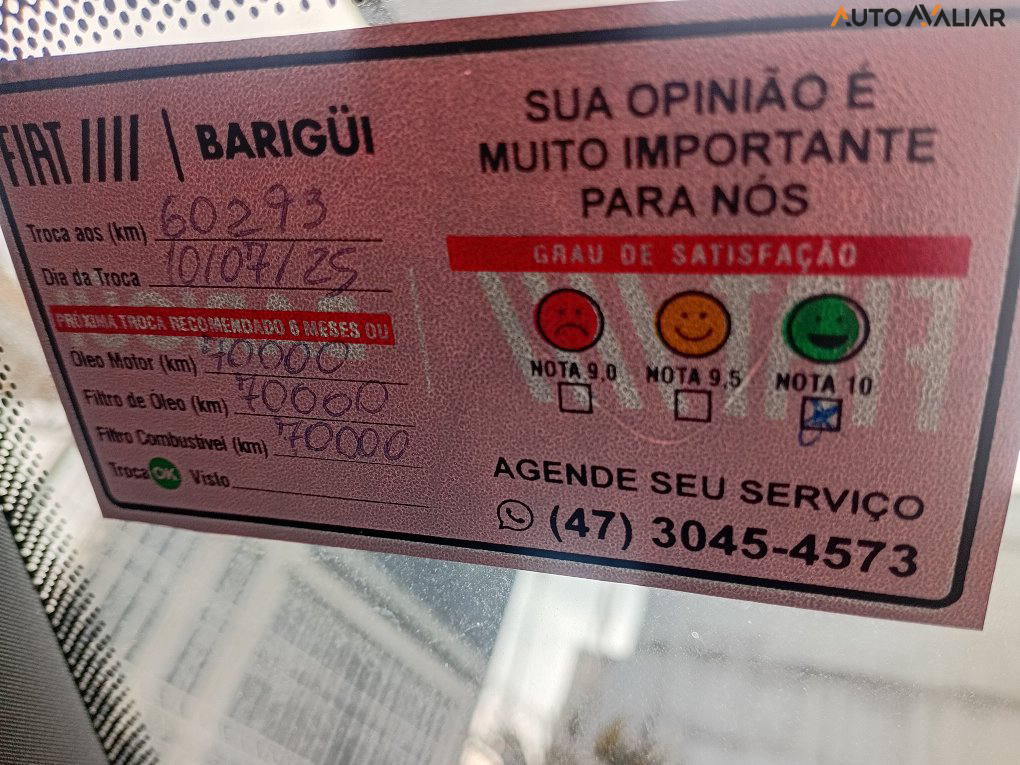 AUTO AVALIAR
FIAT | BARIGÜI
Troca aos (km) 60293
Dia da Troca 10/07/25
PRÓXIMA TROCA RECOMENDADO 6 MESES OU
Óleo Motor (km) 70000
Filtro de Óleo (km) 70000
Filtro Combustível (km) 70000
Troca OK Visto
SUA OPINIÃO É
MUITO IMPORTANTE
PARA NÓS
GRAU DE SATISFAÇÃO
NOTA 9,0 NOTA 9,5 NOTA 10
AGENDE SEU SERVIÇO
(47) 3045-4573